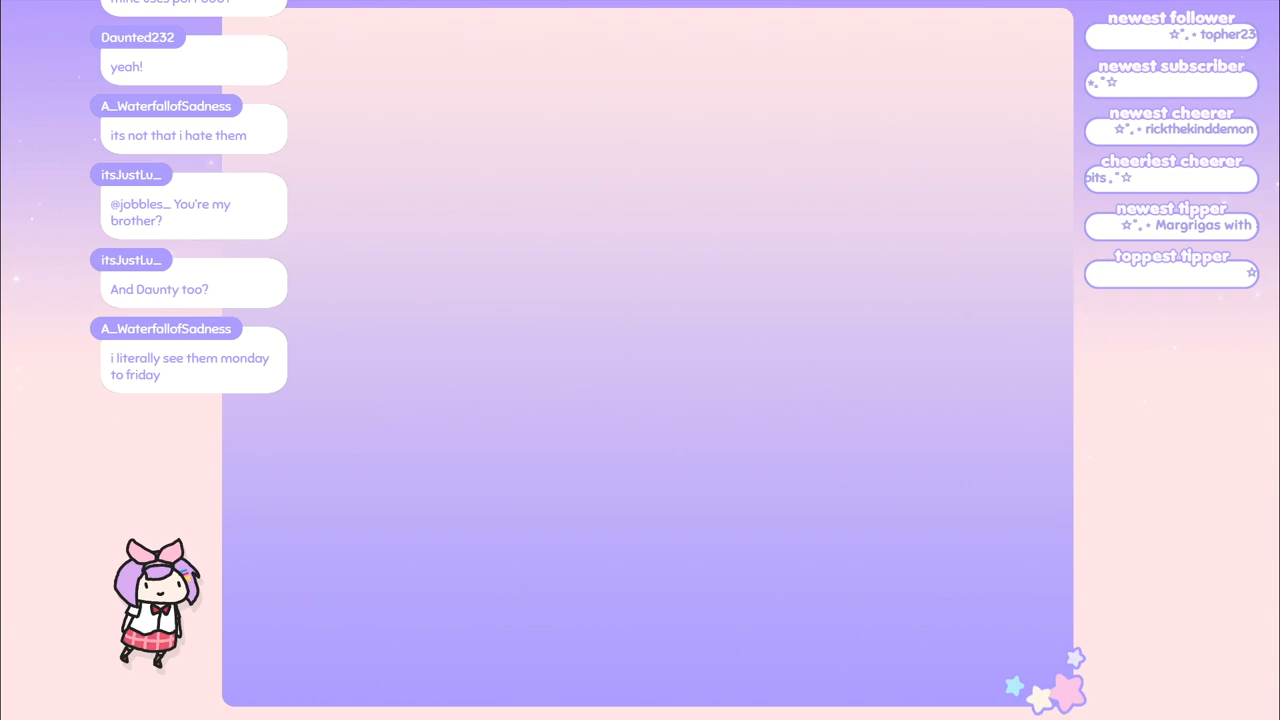 Daunted232
yeah!
A_WaterfallofSadness
its not that i hate them
itsJustLu_
@jobbles_ You're my
brother?
itsJustLu_
And Daunty too?
A_WaterfallofSadness
i literally see them monday
to friday
newest follower
☆˚｡⋆ topher23
newest subscriber
⋆｡˚☆
newest cheerer
☆˚｡⋆ rickthekinddemon
cheeriest cheerer
bits ｡˚☆
newest tipper
☆˚｡⋆ Margrigas with
toppest tipper
☆